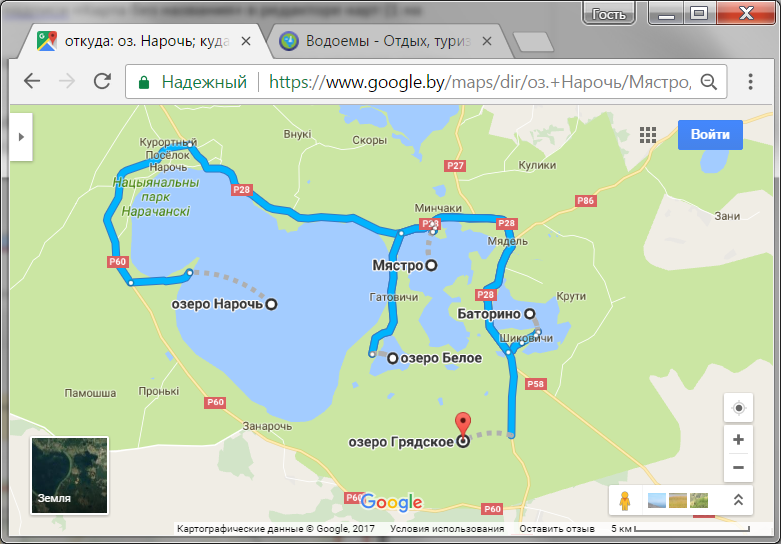 Гость
откуда: оз. Нарочь; куда
Водоемы - Отдых, туриз
Надежный
https://www.google.by/maps/dir/оз.+Нарочь/Мястро,
Войти
Курортный
Посёлок
Нарочь
Внукі
Скоры
P27
Кулики
P28
Нацыянальны
парк
Нарачанскі
Минчаки
P28
P28
P86
Зани
Мядель
P60
Мястро
озеро Нарочь
Гатовичи
P28
Крути
Баторино
Шиковичи
озеро Белое
P58
Памошша
Пронькі
P60
Занарочь
озеро Грядское
P60
P60
Google
Земля
Картографические данные © Google, 2017
Условия использования
Оставить отзыв
5 км